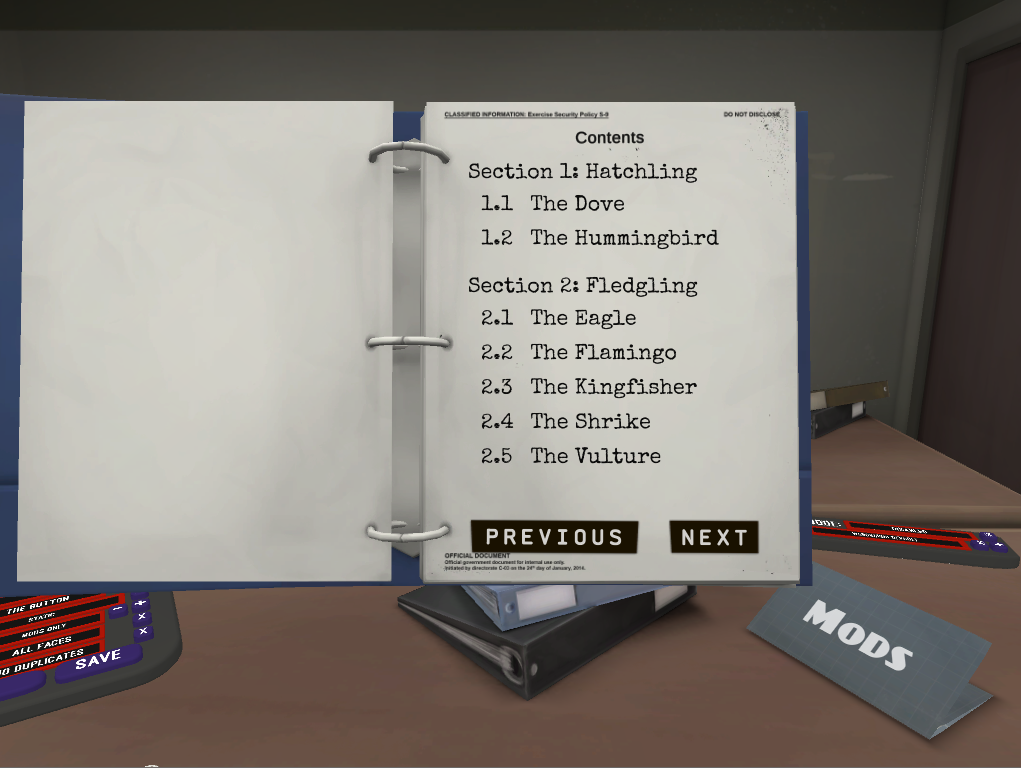 CLASSIFIED INFORMATION: Exercise Security Policy 5-9
DO NOT DISCLOSE
Contents
Section 1: Hatchling
1.1 The Dove
1.2 The Hummingbird
Section 2: Fledgling
2.1 The Eagle
2.2 The Flamingo
2.3 The Kingfisher
2.4 The Shrike
2.5 The Vulture
PREVIOUS
NEXT
OFFICIAL DOCUMENT
Official government document for internal use only.
Initiated by directorate C-03 on the 24th day of January, 2014.
THE BUTTON
MODS ONLY
ALL FACES
NO DUPLICATES
SAVE
MODS